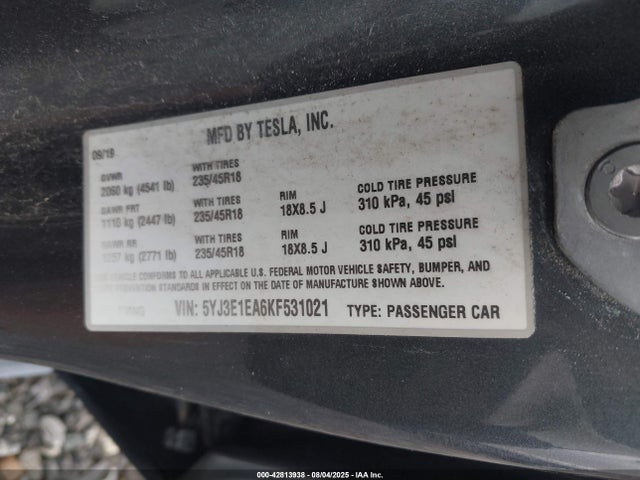 MFD BY TESLA, INC.
09/19
GVWR
2060 kg (4541 lb)
WITH TIRES
235/45R18
GAWR FRT
1110 kg (2447 lb)
WITH TIRES
235/45R18
RIM
18X8.5 J
COLD TIRE PRESSURE
310 kPa, 45 psi
GAWR RR
1257 kg (2771 lb)
WITH TIRES
235/45R18
RIM
18X8.5 J
COLD TIRE PRESSURE
310 kPa, 45 psi
VEHICLE CONFORMS TO ALL APPLICABLE U.S. FEDERAL MOTOR VEHICLE SAFETY, BUMPER, AND
PREVENTION STANDARDS IN EFFECT ON THE DATE OF MANUFACTURE SHOWN ABOVE.
VIN: 5YJ3E1EA6KF531021 TYPE: PASSENGER CAR
000-42813938 - 08/04/2025 - IAA Inc.